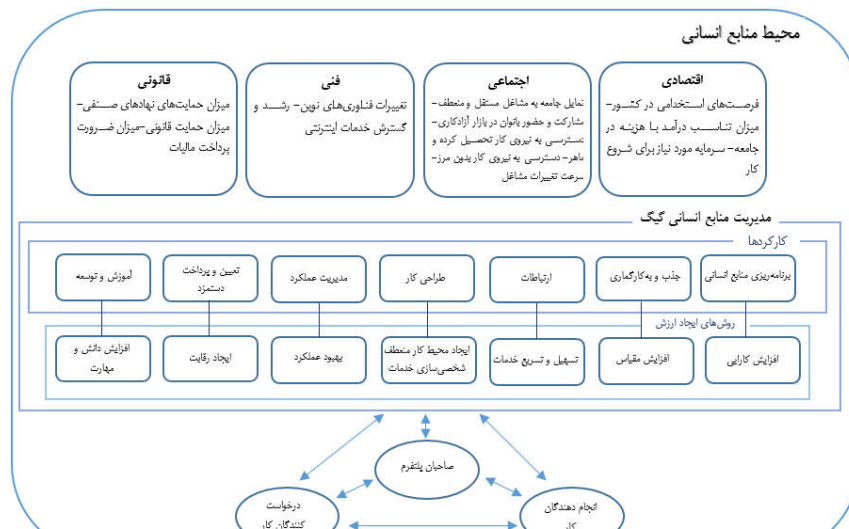 محیط منابع انسانی
اقتصادی
فرصت‌های استخدامی در کشور-
میزان تناسب درآمد با هزینه در
جامعه- سرمایه مورد نیاز برای شروع
کار
اجتماعی
تمایل جامعه به مشاغل مستقل و منعطف-
مشارکت و حضور بانوان در بازار آزادکاری-
دسترسی به نیروی کار تحصیل کرده و
ماهر- دسترسی به نیروی کار بدون مرز-
سرعت تغییرات مشاغل
فنی
تغییرات فناوری‌های نوین- رشد و
گسترش خدمات اینترنتی
قانونی
میزان حمایت‌های نهادهای صنفی-
میزان حمایت قانونی-میزان ضرورت
پرداخت مالیات
مدیریت منابع انسانی گیگ
کارکردها
برنامه‌ریزی منابع انسانی
جذب و به‌کارگماری
ارتباطات
طراحی کار
مدیریت عملکرد
تعیین و پرداخت
دستمزد
آموزش و توسعه
روش‌های ایجاد ارزش
افزایش کارایی
افزایش مقیاس
تسهیل و تسریع خدمات
ایجاد محیط کار منعطف
شخصی‌سازی خدمات
بهبود عملکرد
ایجاد رقابت
افزایش دانش و
مهارت
صاحبان پلتفرم
انجام دهندگان
کار
درخواست
کنندگان کار